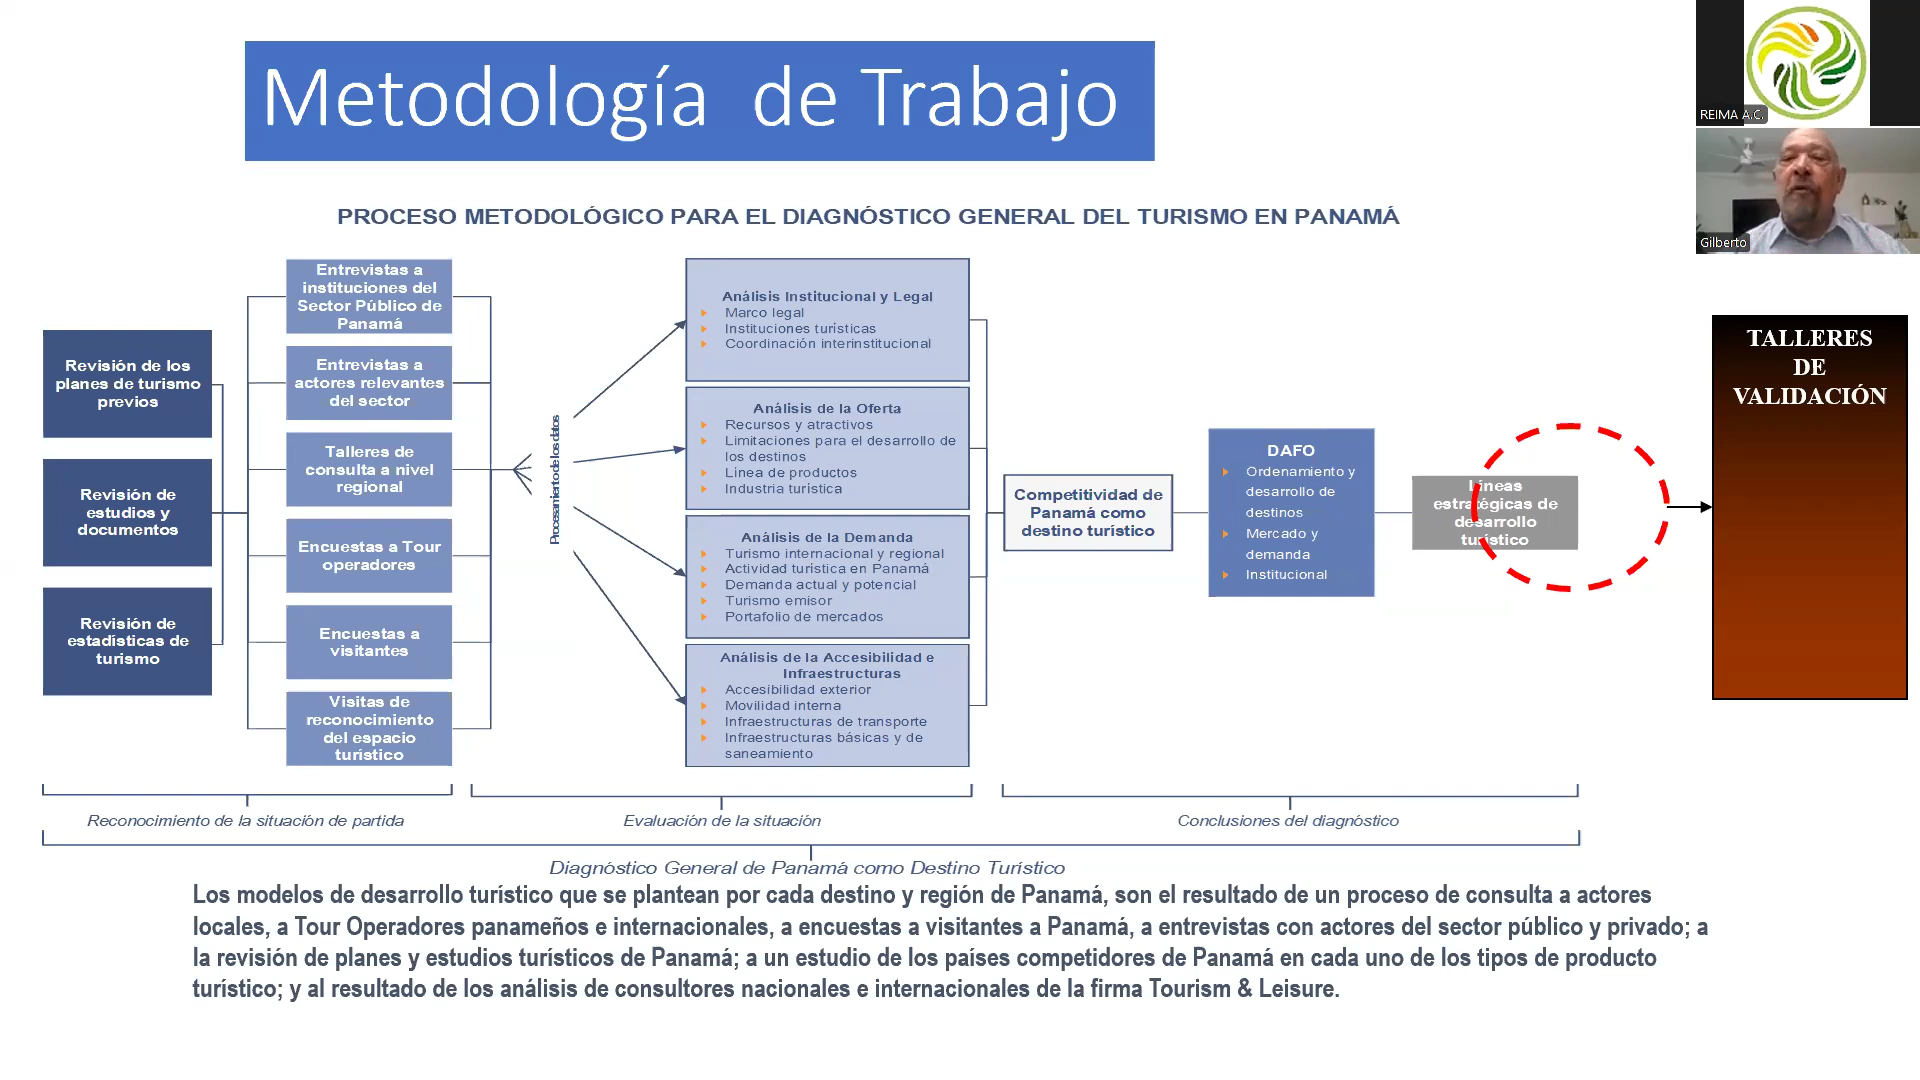 Metodología de Trabajo
REIMA A.C.
Gilberto
PROCESO METODOLÓGICO PARA EL DIAGNÓSTICO GENERAL DEL TURISMO EN PANAMÁ
Revisión de los
planes de turismo
previos
Revisión de
estudios y
documentos
Revisión de
estadísticas de
turismo
Entrevistas a
instituciones del
Sector Público de
Panamá
Entrevistas a
actores relevantes
del sector
Talleres de
consulta a nivel
regional
Encuestas a Tour
operadores
Encuestas a
visitantes
Visitas de
reconocimiento
del espacio
turístico
Procesamiento de los datos
Análisis Institucional y Legal
Marco legal
Instituciones turísticas
Coordinación interinstitucional
Análisis de la Oferta
Recursos y atractivos
Limitaciones para el desarrollo de
los destinos
Línea de productos
Industria turística
Análisis de la Demanda
Turismo internacional y regional
Actividad turística en Panamá
Demanda actual y potencial
Turismo emisor
Portafolio de mercados
Análisis de la Accesibilidad e
Infraestructuras
Accesibilidad exterior
Movilidad interna
Infraestructuras de transporte
Infraestructuras básicas y de
saneamiento
Competitividad de
Panamá como
destino turístico
DAFO
Ordenamiento y
desarrollo de
destinos
Mercado y
demanda
Institucional
Líneas
estratégicas de
desarrollo
turístico
TALLERES
DE
VALIDACIÓN
Reconocimiento de la situación de partida
Evaluación de la situación
Conclusiones del diagnóstico
Diagnóstico General de Panamá como Destino Turístico
Los modelos de desarrollo turístico que se plantean por cada destino y región de Panamá, son el resultado de un proceso de consulta a actores
locales, a Tour Operadores panameños e internacionales, a encuestas a visitantes a Panamá, a entrevistas con actores del sector público y privado; a
la revisión de planes y estudios turísticos de Panamá; a un estudio de los países competidores de Panamá en cada uno de los tipos de producto
turístico; y al resultado de los análisis de consultores nacionales e internacionales de la firma Tourism & Leisure.